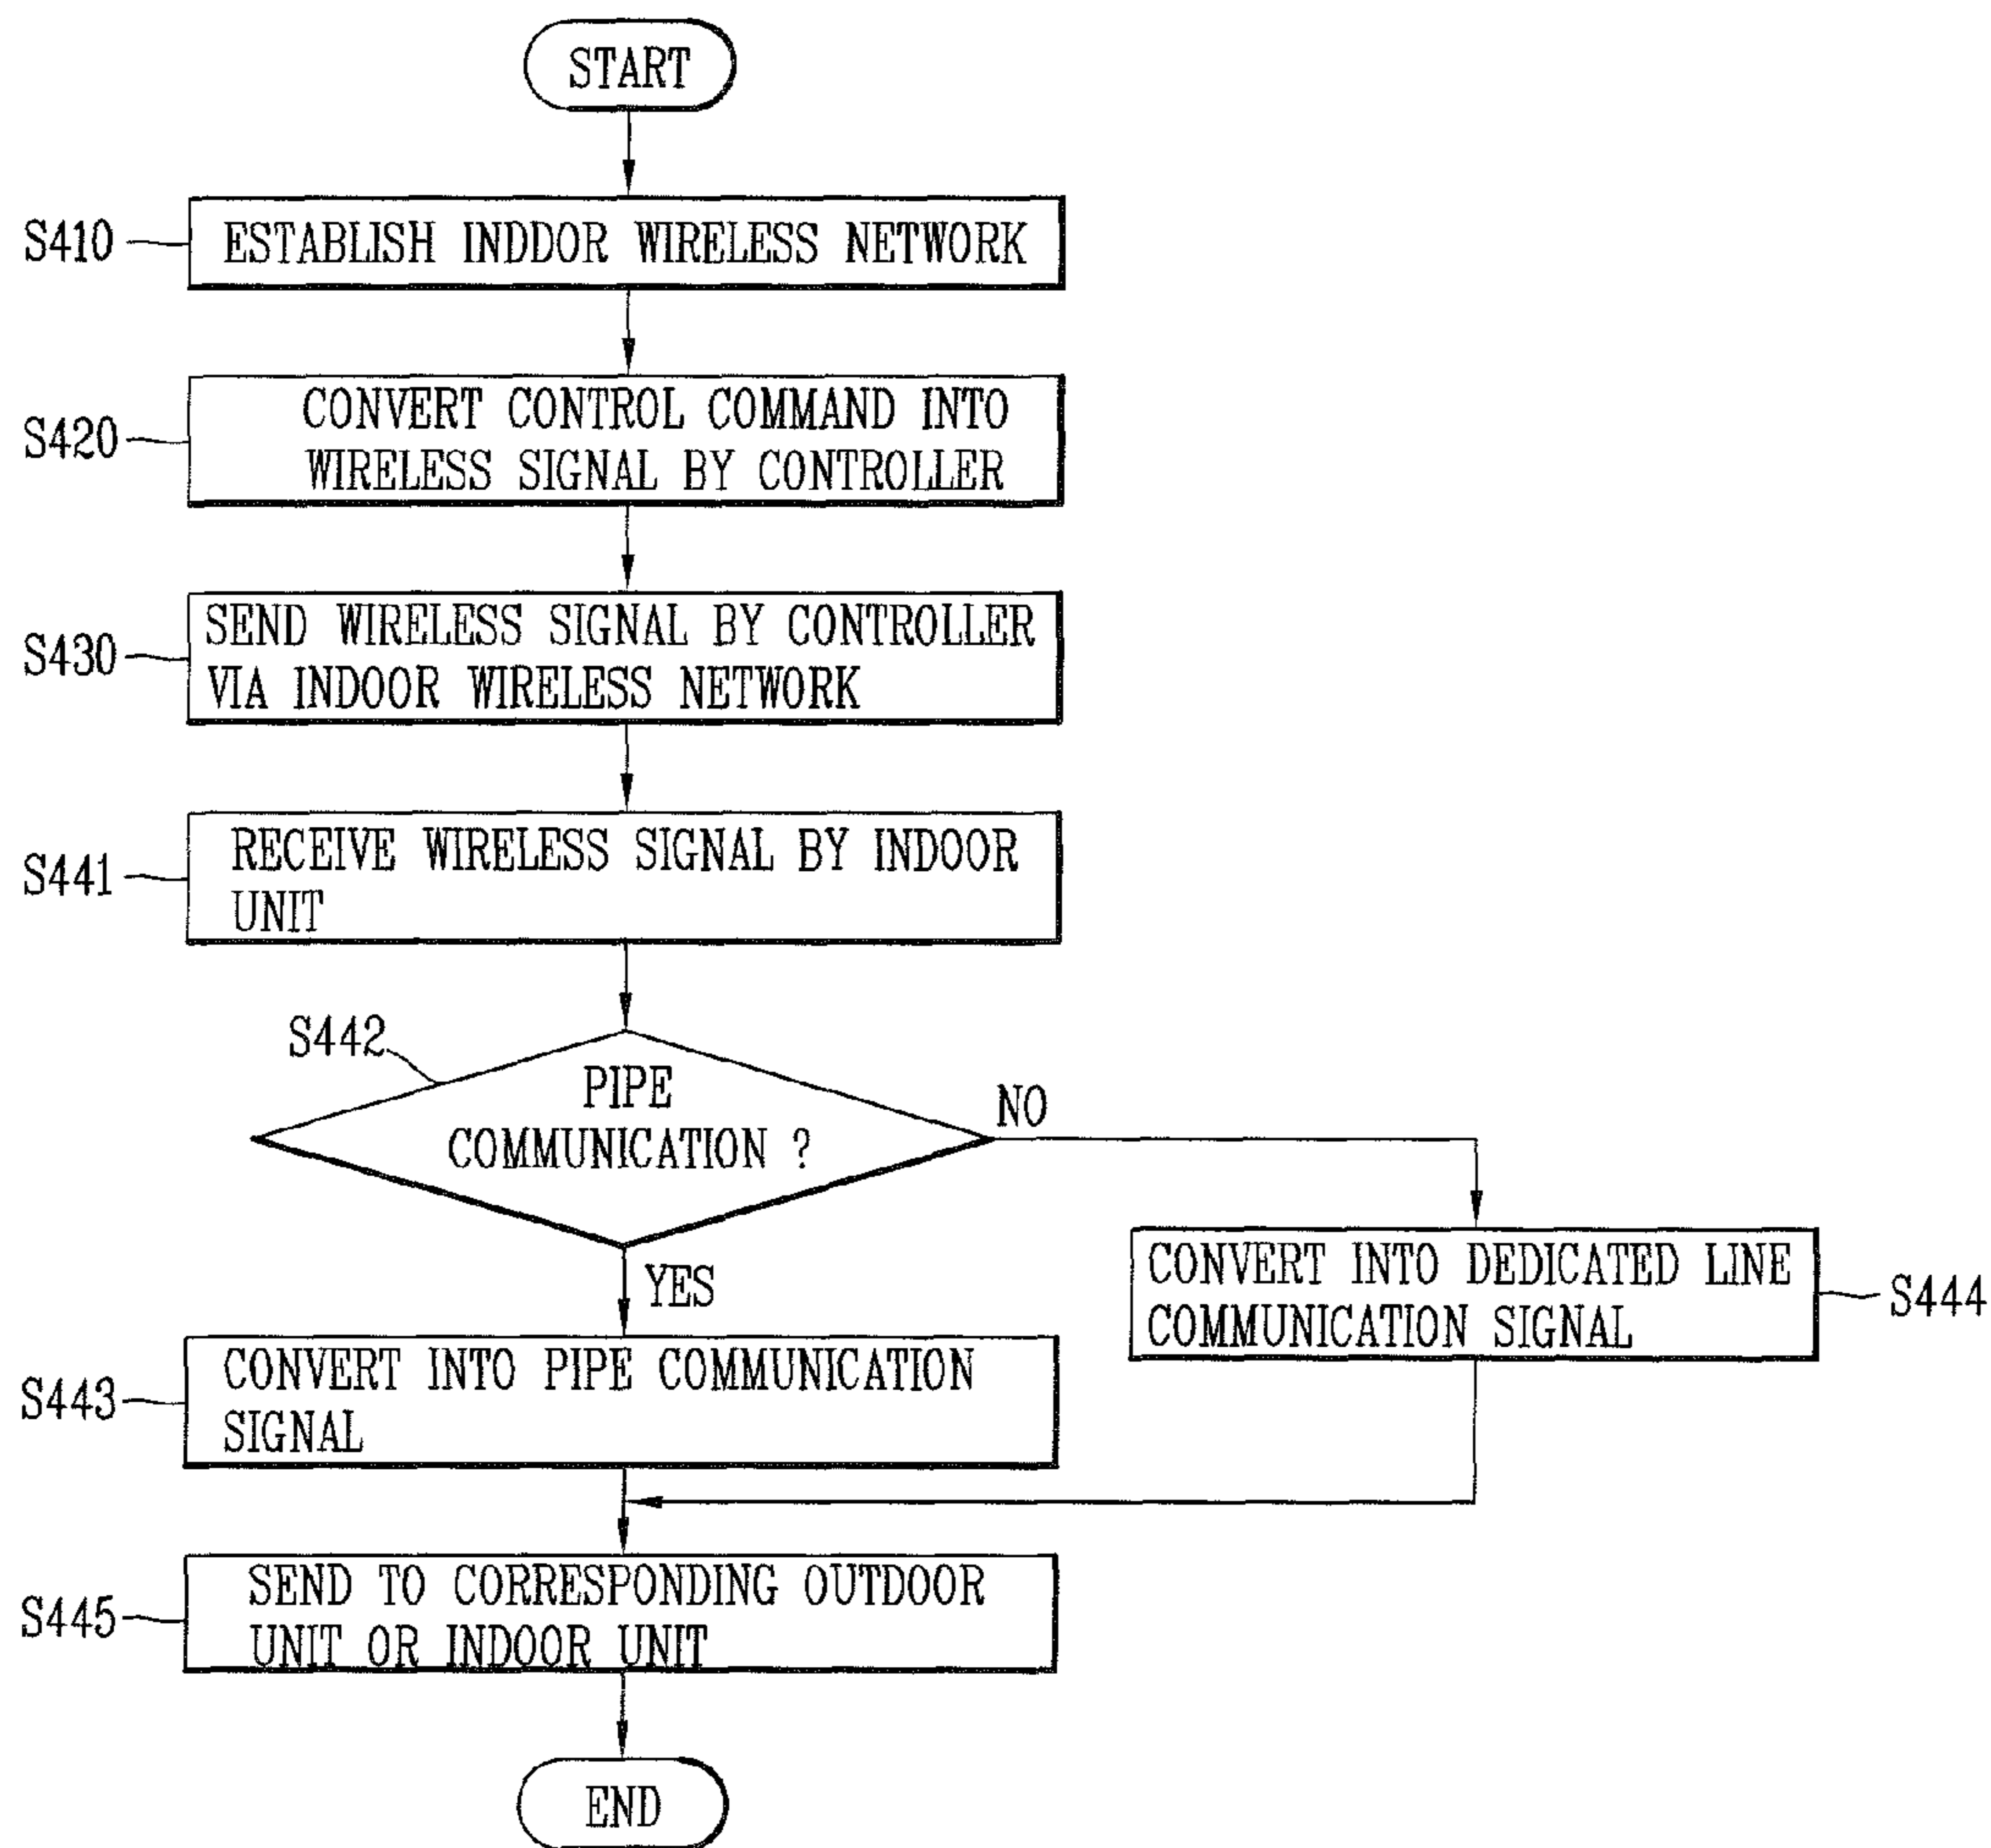 START
S410
ESTABLISH INDDOR WIRELESS NETWORK
S420
CONVERT CONTROL COMMAND INTO
WIRELESS SIGNAL BY CONTROLLER
S430
SEND WIRELESS SIGNAL BY CONTROLLER
VIA INDOOR WIRELESS NETWORK
S441
RECEIVE WIRELESS SIGNAL BY INDOOR
UNIT
S442
PIPE
COMMUNICATION ?
NO
YES
CONVERT INTO DEDICATED LINE
COMMUNICATION SIGNAL
S444
S443
CONVERT INTO PIPE COMMUNICATION
SIGNAL
S445
SEND TO CORRESPONDING OUTDOOR
UNIT OR INDOOR UNIT
END